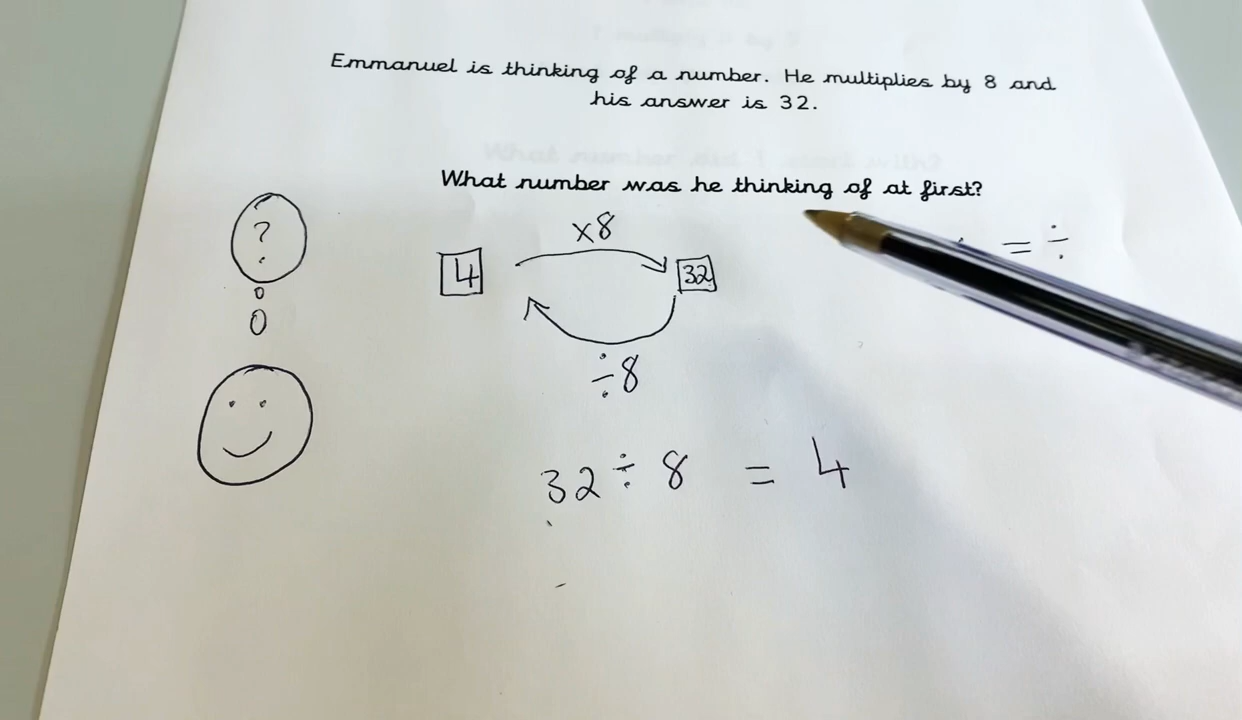 Emmanuel is thinking of a number. He multiplies by 8 and
his answer is 32.
What number was he thinking of at first?
?
×8
= ÷
4
32
÷8
32 ÷ 8 = 4